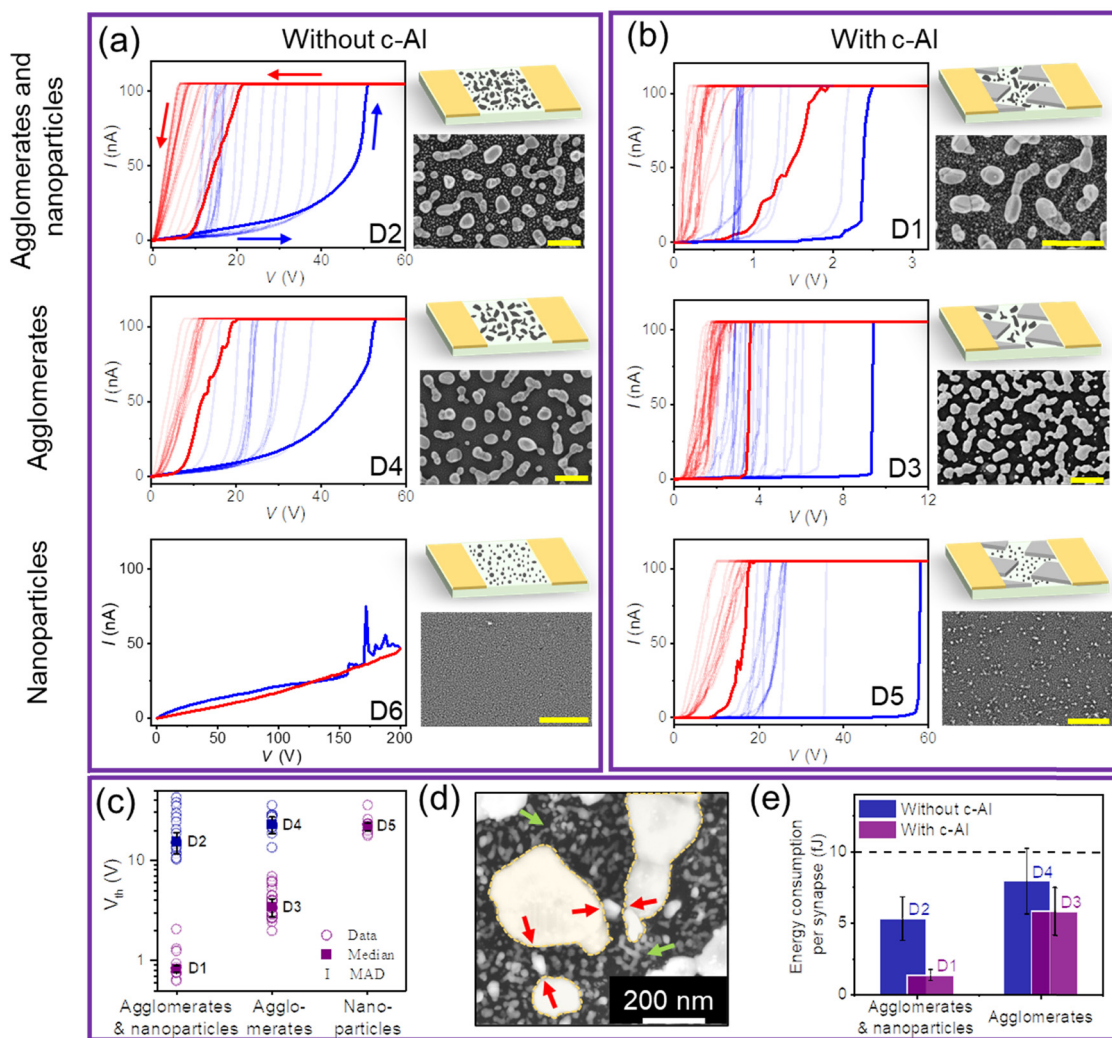 (a)
Without c-Al
(b)
With c-Al
Agglomerates and
nanoparticles
I (nA)
100
50
0
0
20
40
60
V (V)
D2
I (nA)
100
50
0
0
1
2
3
V (V)
D1
Agglomerates
I (nA)
100
50
0
0
20
40
60
V (V)
D4
I (nA)
100
50
0
0
4
8
12
V (V)
D3
Nanoparticles
I (nA)
100
50
0
0
50
100
150
200
V (V)
D6
I (nA)
100
50
0
0
20
40
60
V (V)
D5
(c)
Vth (V)
10
1
D2
D4
D5
D3
D1
Data
Median
I MAD
Agglomerates
& nanoparticles
Agglo-
merates
Nano-
particles
(d)
200 nm
(e)
Without c-Al
With c-Al
Energy consumption
per synapse (fJ)
10
5
0
D2
D1
D4
D3
Agglomerates
& nanoparticles
Agglomerates